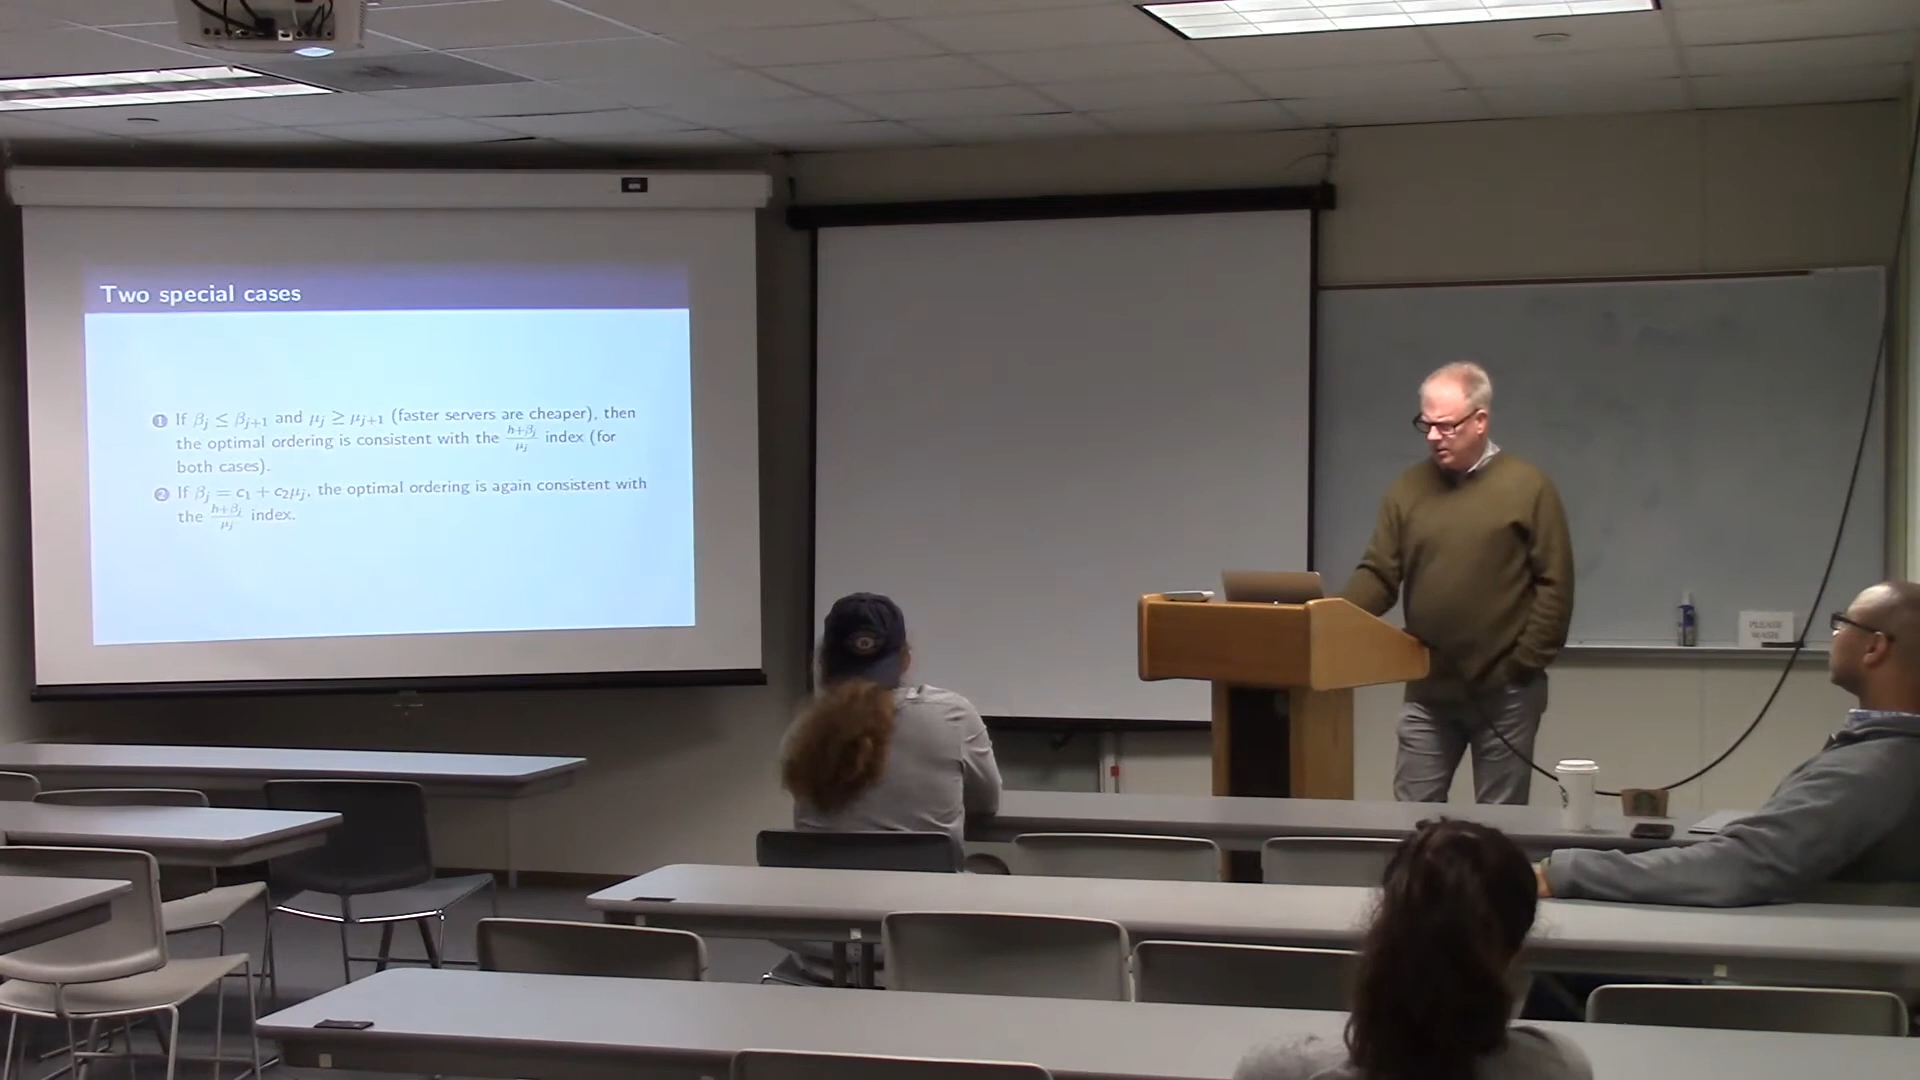 Two special cases
1 If βj ≤ βj+1 and μj ≥ μj+1 (faster servers are cheaper), then
the optimal ordering is consistent with the h+βj/μj index (for
both cases).
2 If βj = c1 + c2μj, the optimal ordering is again consistent with
the h+βj/μj index.
PLEASE
WASH